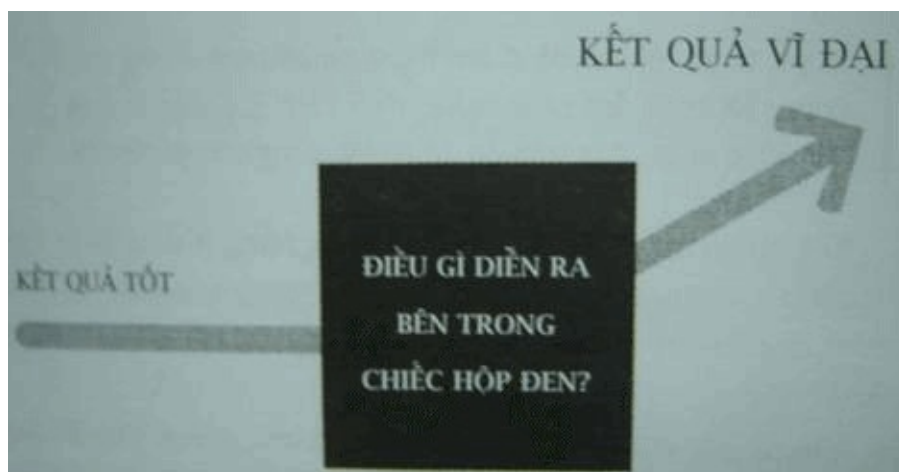 KẾT QUẢ VĨ ĐẠI
KẾT QUẢ TỐT
ĐIỀU GÌ DIỄN RA
BÊN TRONG
CHIẾC HỘP ĐEN?